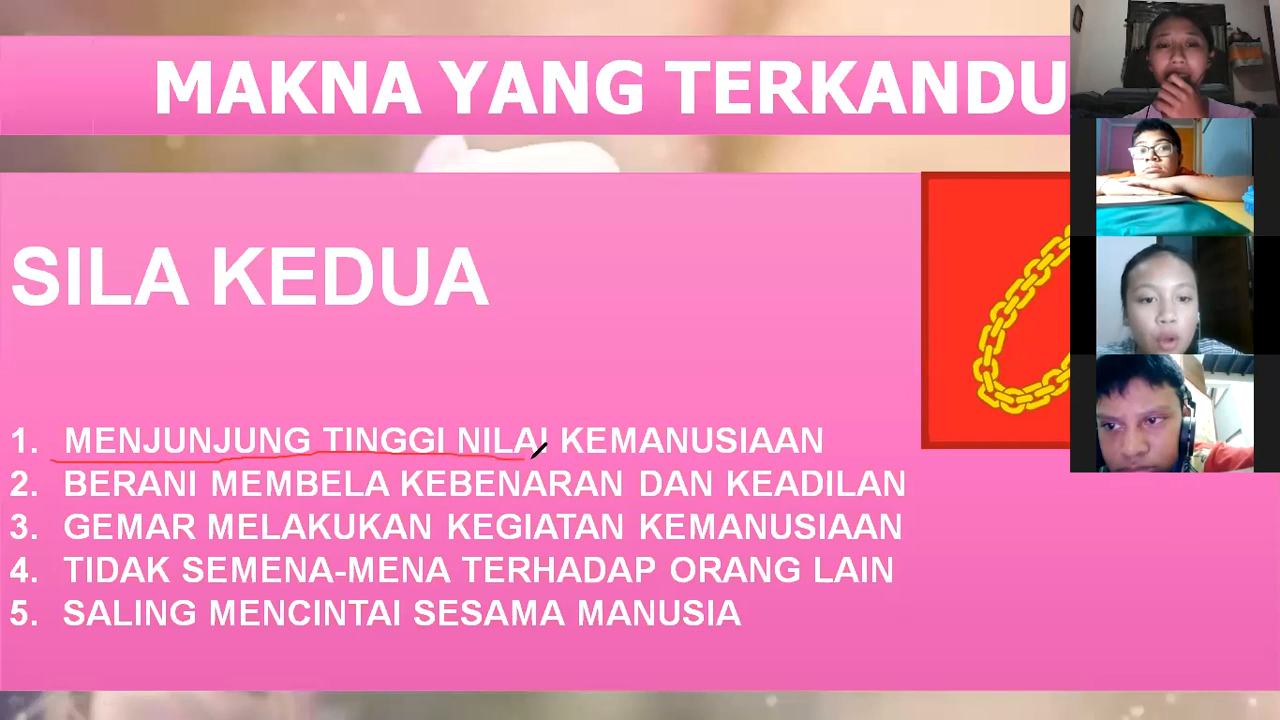 MAKNA YANG TERKANDU
SILA KEDUA
1. MENJUNJUNG TINGGI NILAI KEMANUSIAAN
2. BERANI MEMBELA KEBENARAN DAN KEADILAN
3. GEMAR MELAKUKAN KEGIATAN KEMANUSIAAN
4. TIDAK SEMENA-MENA TERHADAP ORANG LAIN
5. SALING MENCINTAI SESAMA MANUSIA